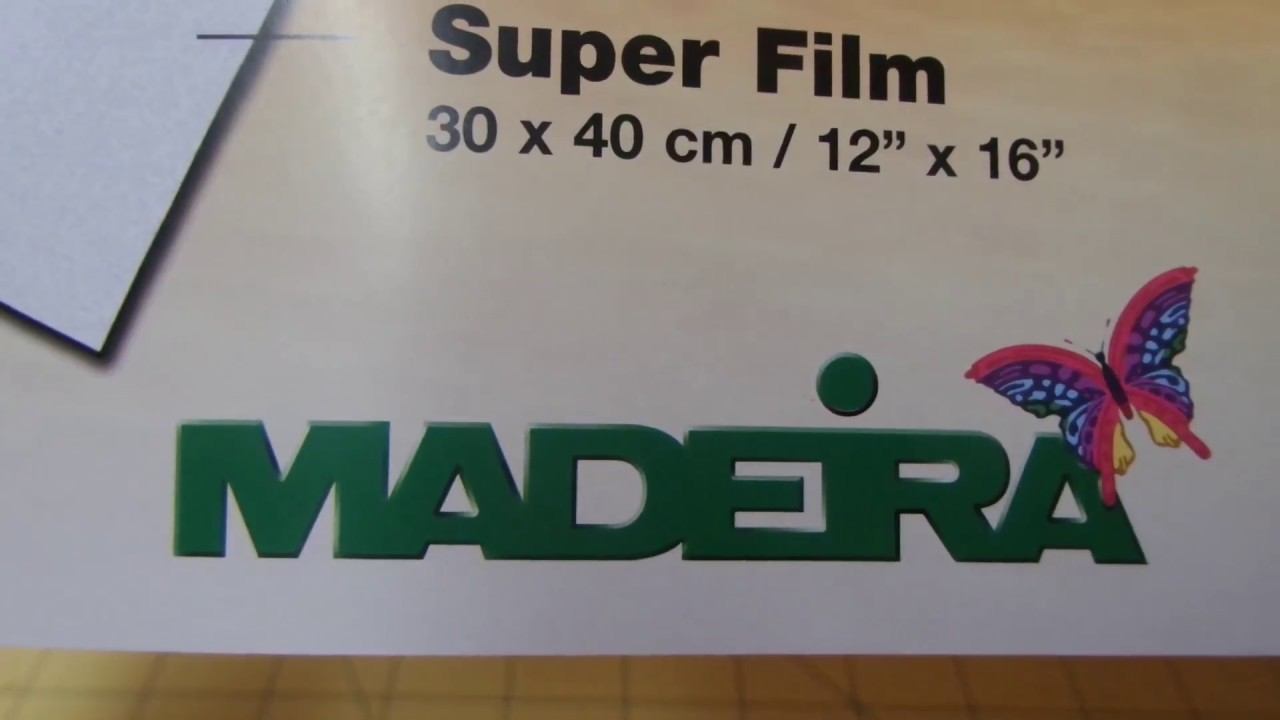 Super Film
30 x 40 cm / 12” x 16”
MADEiRA